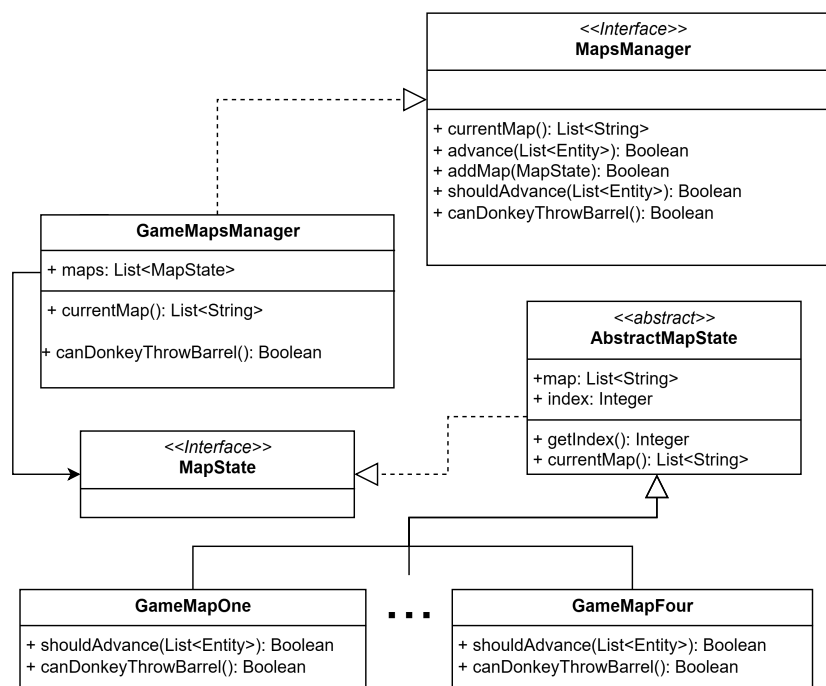 <<Interface>>
MapsManager
+ currentMap(): List<String>
+ advance(List<Entity>): Boolean
+ addMap(MapState): Boolean
+ shouldAdvance(List<Entity>): Boolean
+ canDonkeyThrowBarrel(): Boolean
GameMapsManager
+ maps: List<MapState>
+ currentMap(): List<String>
+ canDonkeyThrowBarrel(): Boolean
<<abstract>>
AbstractMapState
+map: List<String>
+ index: Integer
+ getIndex(): Integer
+ currentMap(): List<String>
<<Interface>>
MapState
GameMapOne
+ shouldAdvance(List<Entity>): Boolean
+ canDonkeyThrowBarrel(): Boolean
...
GameMapFour
+ shouldAdvance(List<Entity>): Boolean
+ canDonkeyThrowBarrel(): Boolean